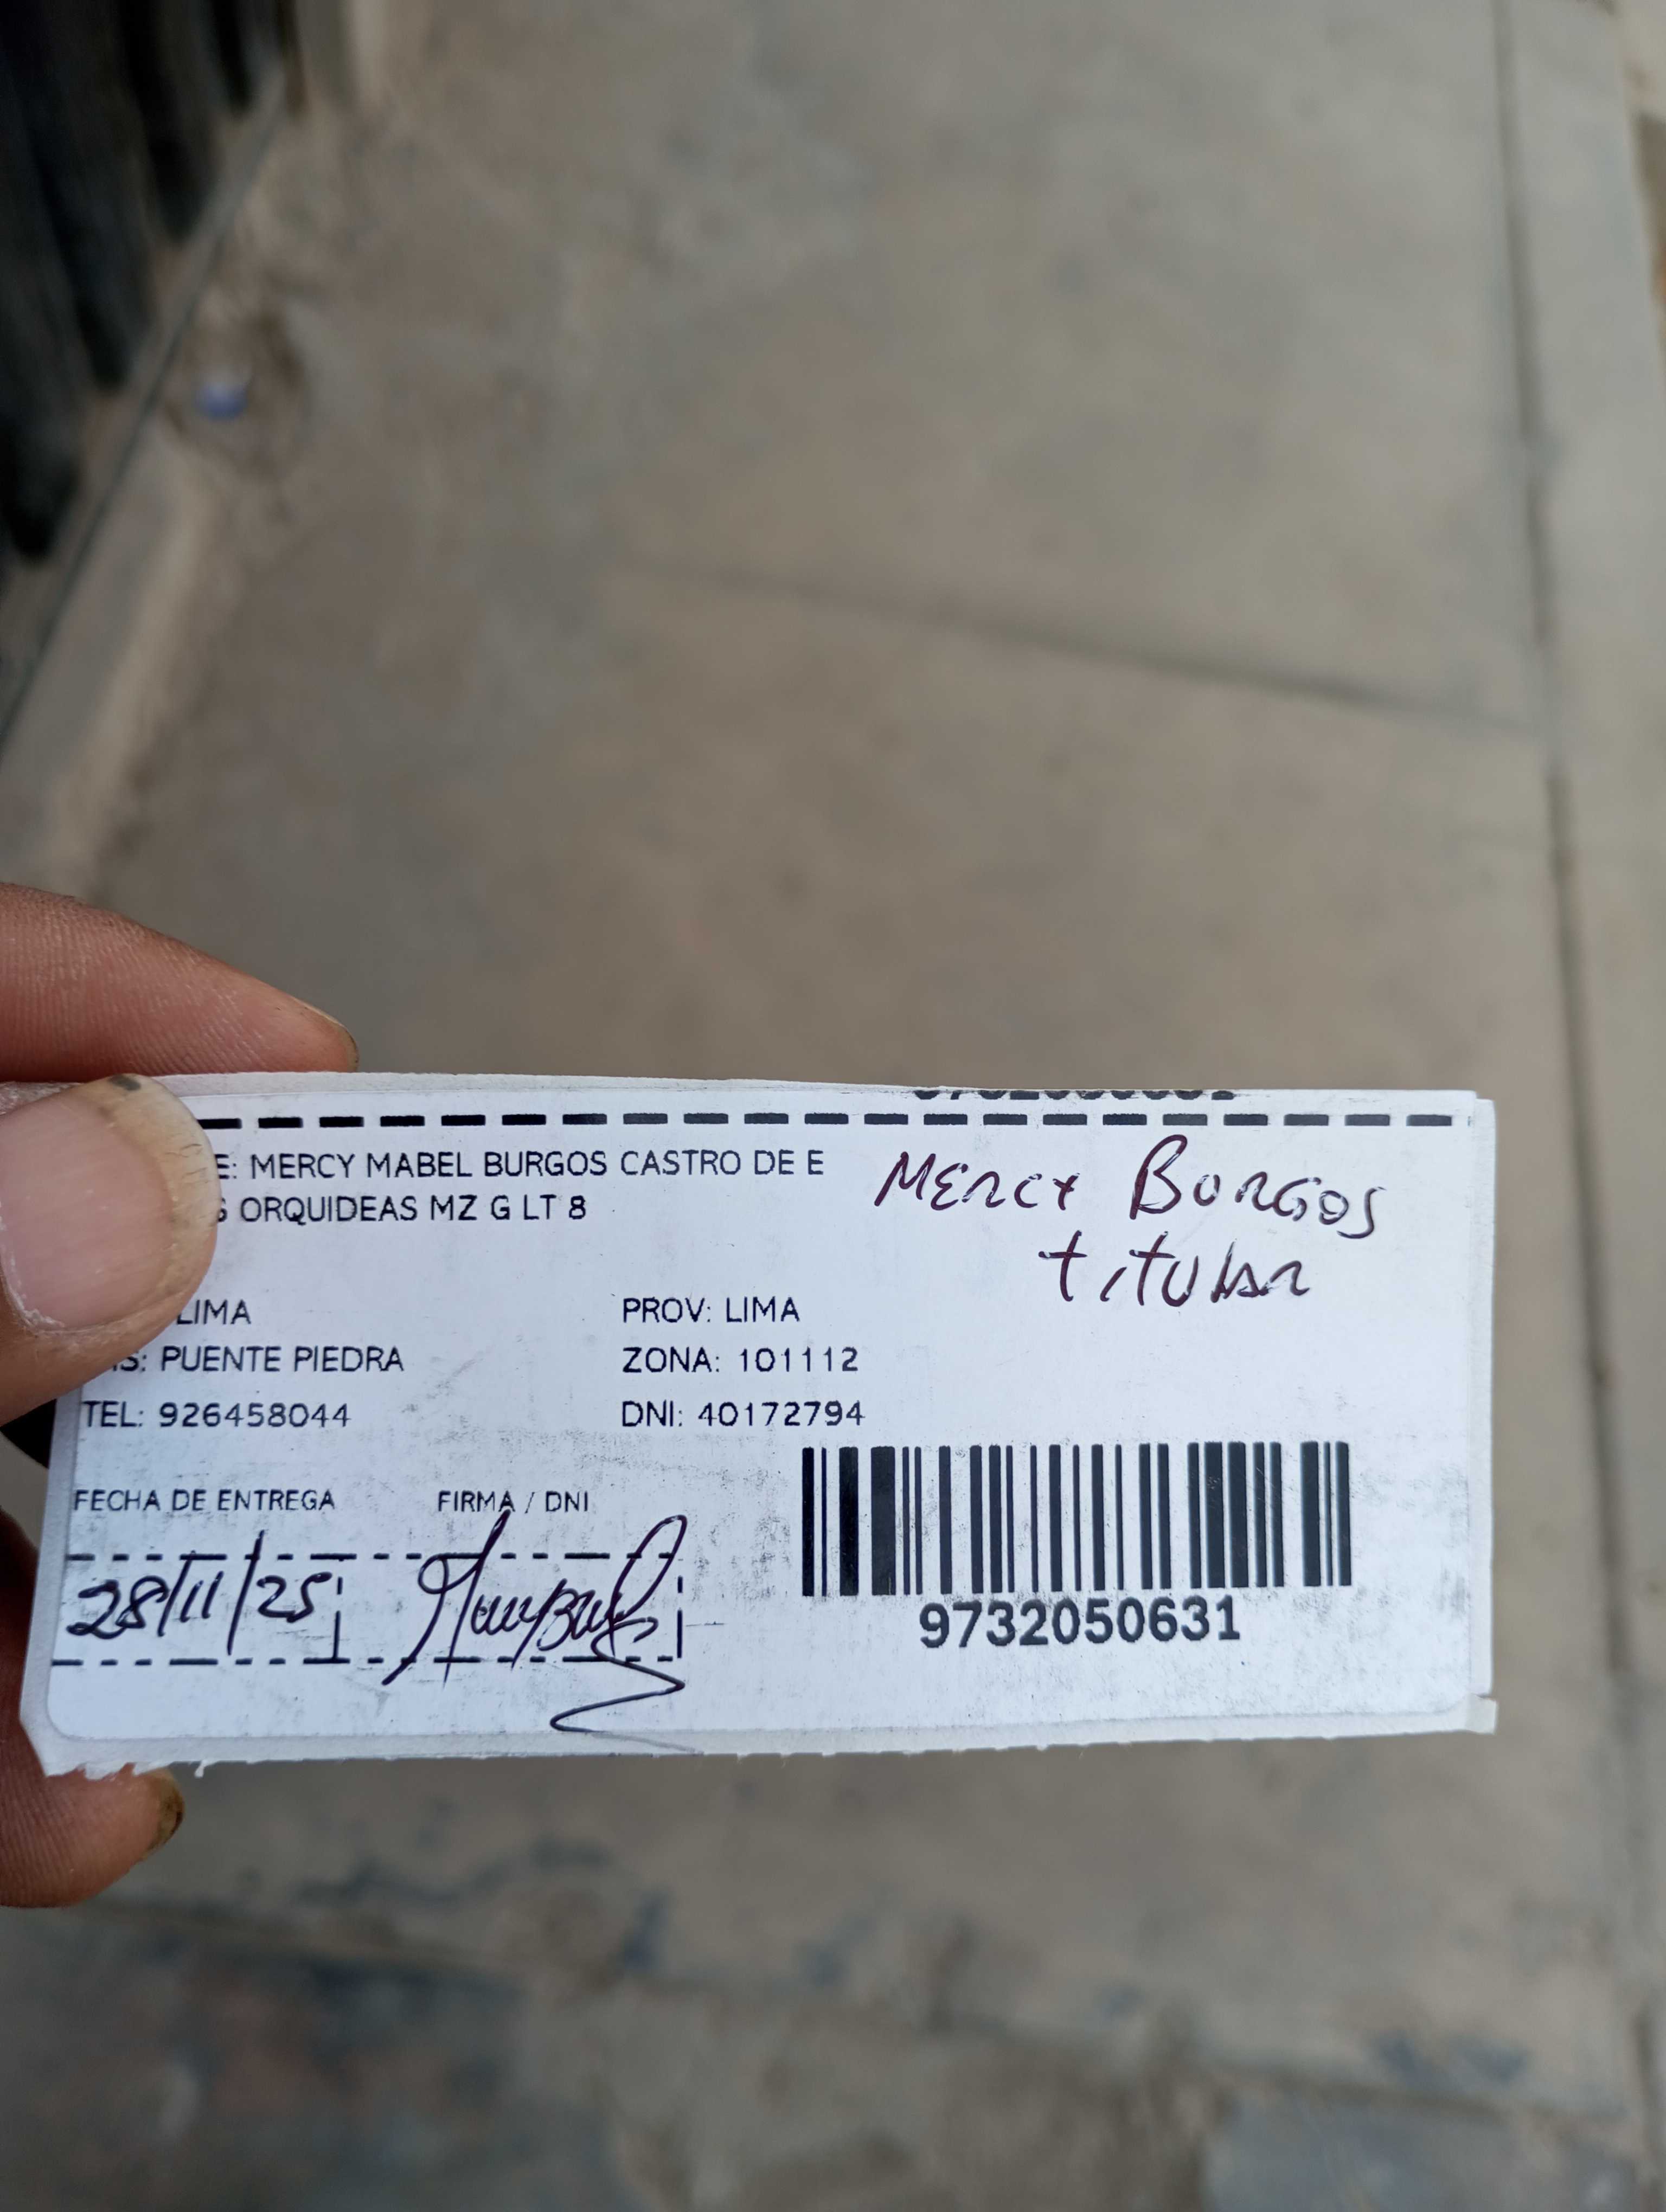 E: MERCY MABEL BURGOS CASTRO DE E
S ORQUIDEAS MZ G LT 8
Mercy Burgos
titular
LIMA PROV: LIMA
IS: PUENTE PIEDRA ZONA: 101112
TEL: 926458044 DNI: 40172794
FECHA DE ENTREGA FIRMA / DNI
28/11/25
9732050631